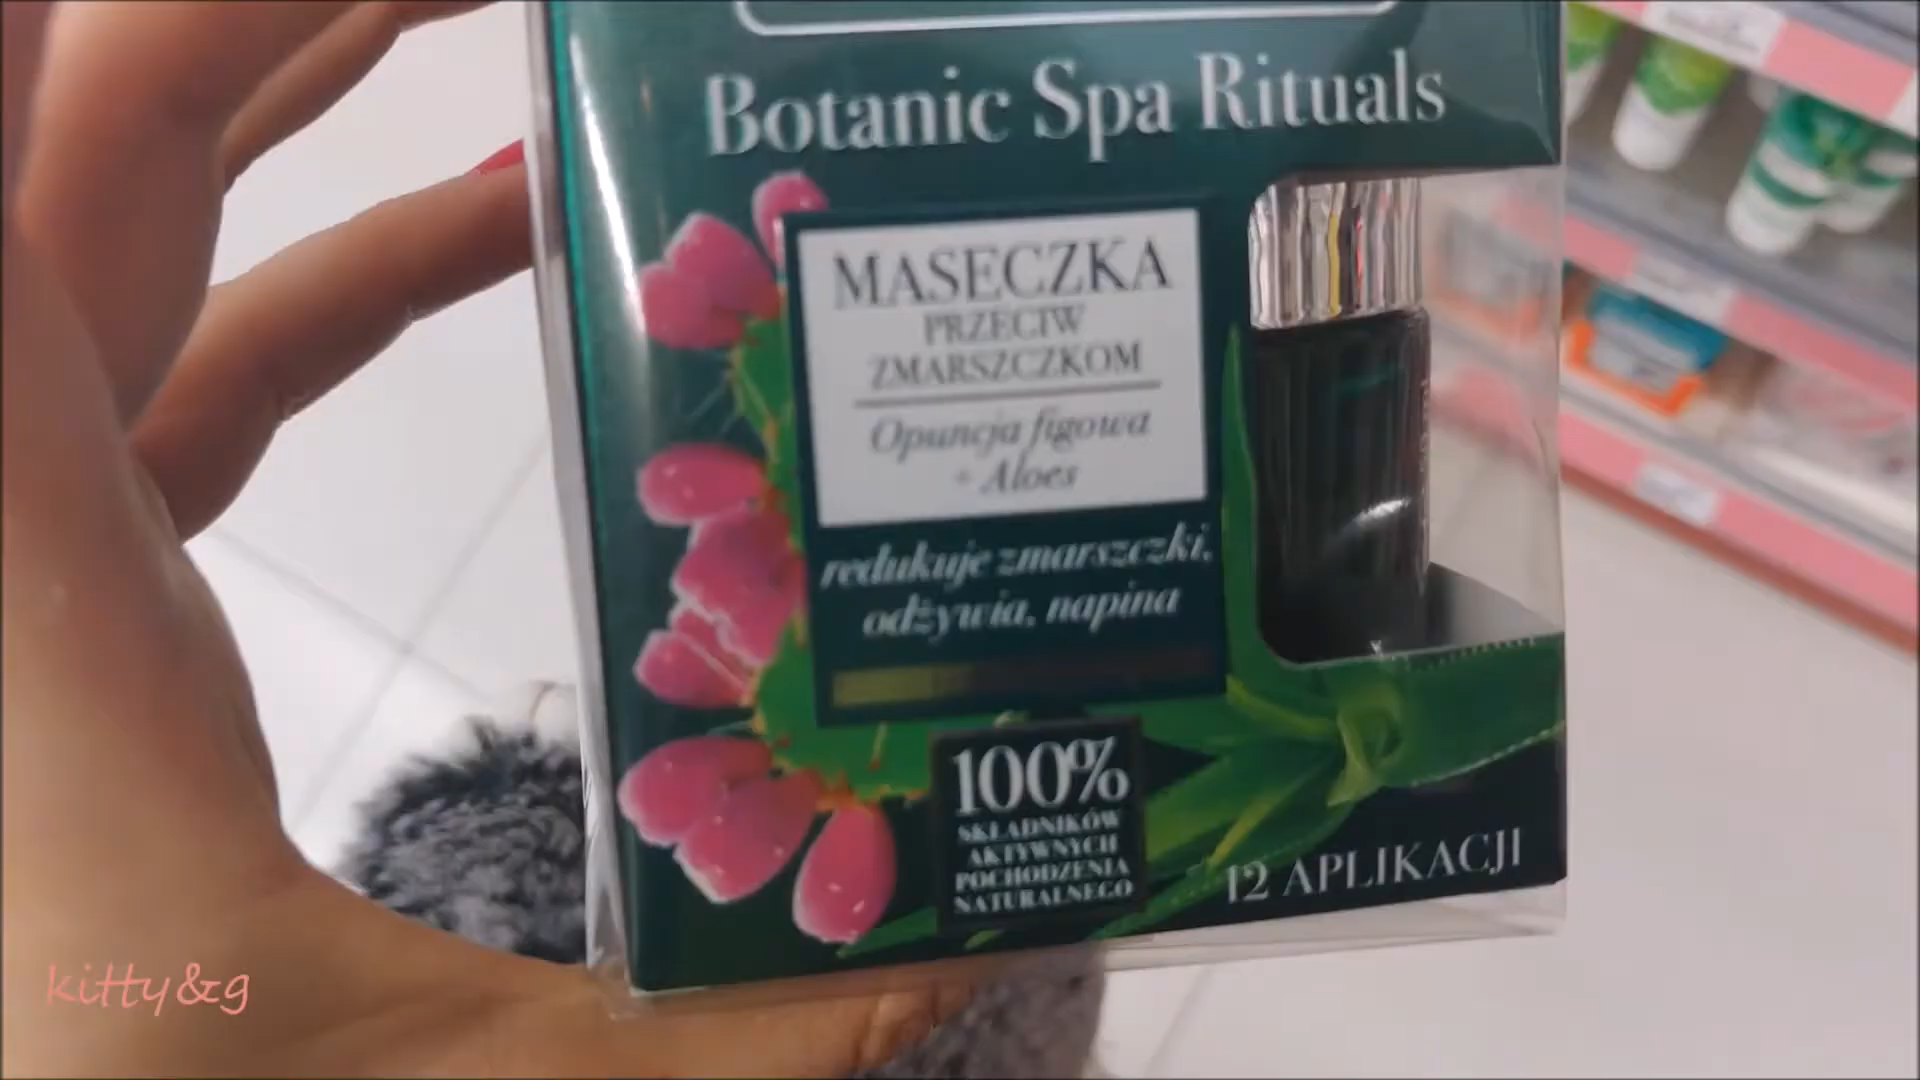 Botanic Spa Rituals
MASECZKA
PRZECIW
ZMARSZCZKOM
Opuncja figowa
+ Aloes
redukuje zmarszczki,
odżywia, napina
100%
SKŁADNIKÓW
AKTYWNYCH
POCHODZENIA
NATURALNEGO
12 APLIKACJI
kitty&g